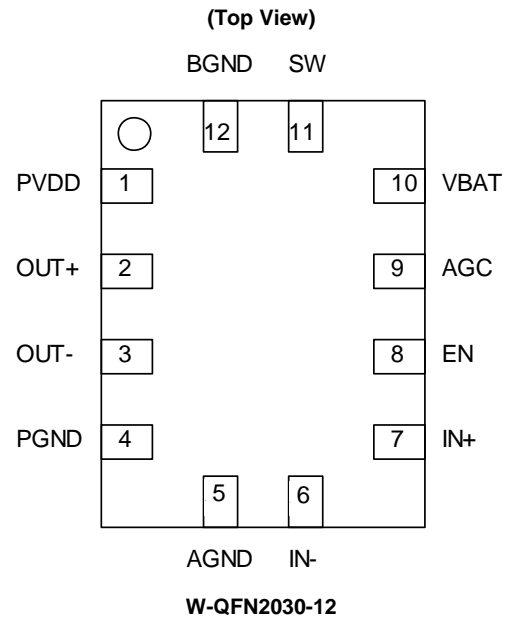 (Top View)
BGND SW
12 11
PVDD 1 10 VBAT
OUT+ 2 9 AGC
OUT- 3 8 EN
PGND 4 7 IN+
5 6
AGND IN-
W-QFN2030-12